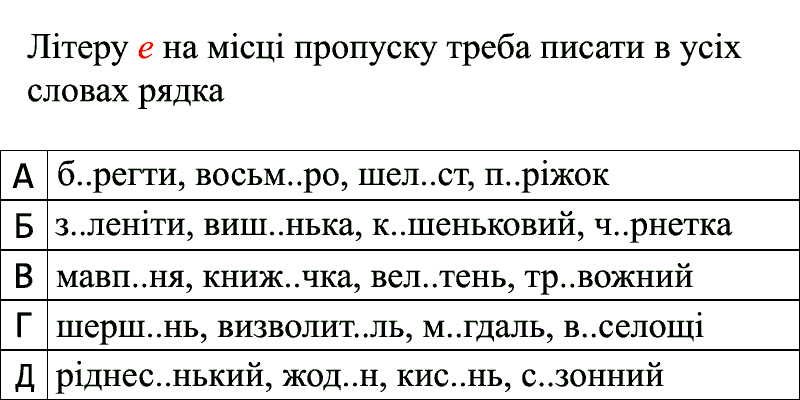 Літеру е на місці пропуску треба писати в усіх
словах рядка
А б..регти, восьм..ро, шел..ст, п..ріжок
Б з..леніти, виш..нька, к..шеньковий, ч..рнетка
В мавп..ня, книж..чка, вел..тень, тр..вожний
Г шерш..нь, визволит..ль, м..гдаль, в..селощі
Д ріднес..нький, жод..н, кис..нь, с..зонний